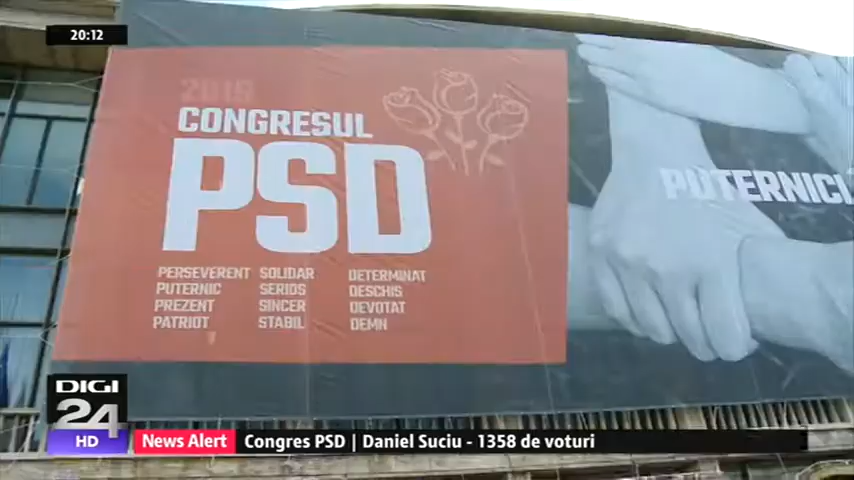 20:12
2015
CONGRESUL
PSD
PERSEVERENT SOLIDAR DETERMINAT
PUTERNIC SERIOS DESCHIS
PREZENT SINCER DEVOTAT
PATRIOT STABIL DEMN
PUTERNICI
DIGI
24
HD
News Alert Congres PSD | Daniel Suciu - 1358 de voturi